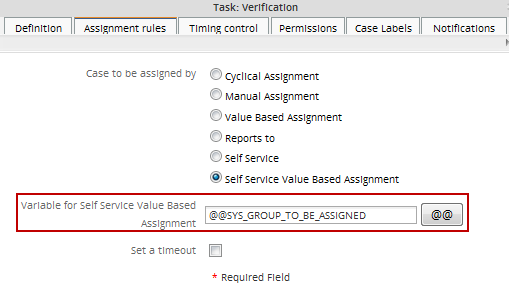 Task: Verification
Definition
Assignment rules
Timing control
Permissions
Case Labels
Notifications
Case to be assigned by
Cyclical Assignment
Manual Assignment
Value Based Assignment
Reports to
Self Service
Self Service Value Based Assignment
Variable for Self Service Value Based
Assignment
@@SYS_GROUP_TO_BE_ASSIGNED
@@
Set a timeout
* Required Field